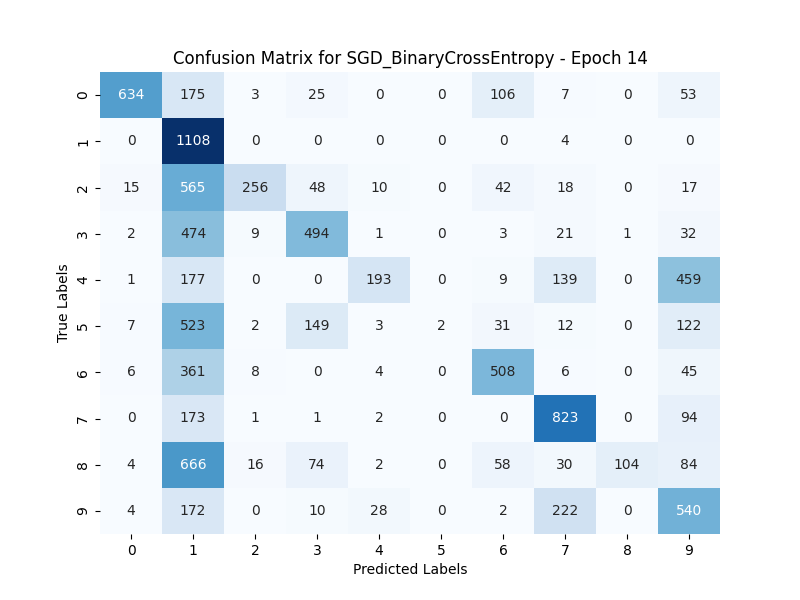 Confusion Matrix for SGD_BinaryCrossEntropy - Epoch 14
0 634 175 3 25 0 0 106 7 0 53
1 0 1108 0 0 0 0 0 4 0 0
2 15 565 256 48 10 0 42 18 0 17
3 2 474 9 494 1 0 3 21 1 32
4 1 177 0 0 193 0 9 139 0 459
5 7 523 2 149 3 2 31 12 0 122
6 6 361 8 0 4 0 508 6 0 45
7 0 173 1 1 2 0 0 823 0 94
8 4 666 16 74 2 0 58 30 104 84
9 4 172 0 10 28 0 2 222 0 540
0 1 2 3 4 5 6 7 8 9
True Labels
Predicted Labels